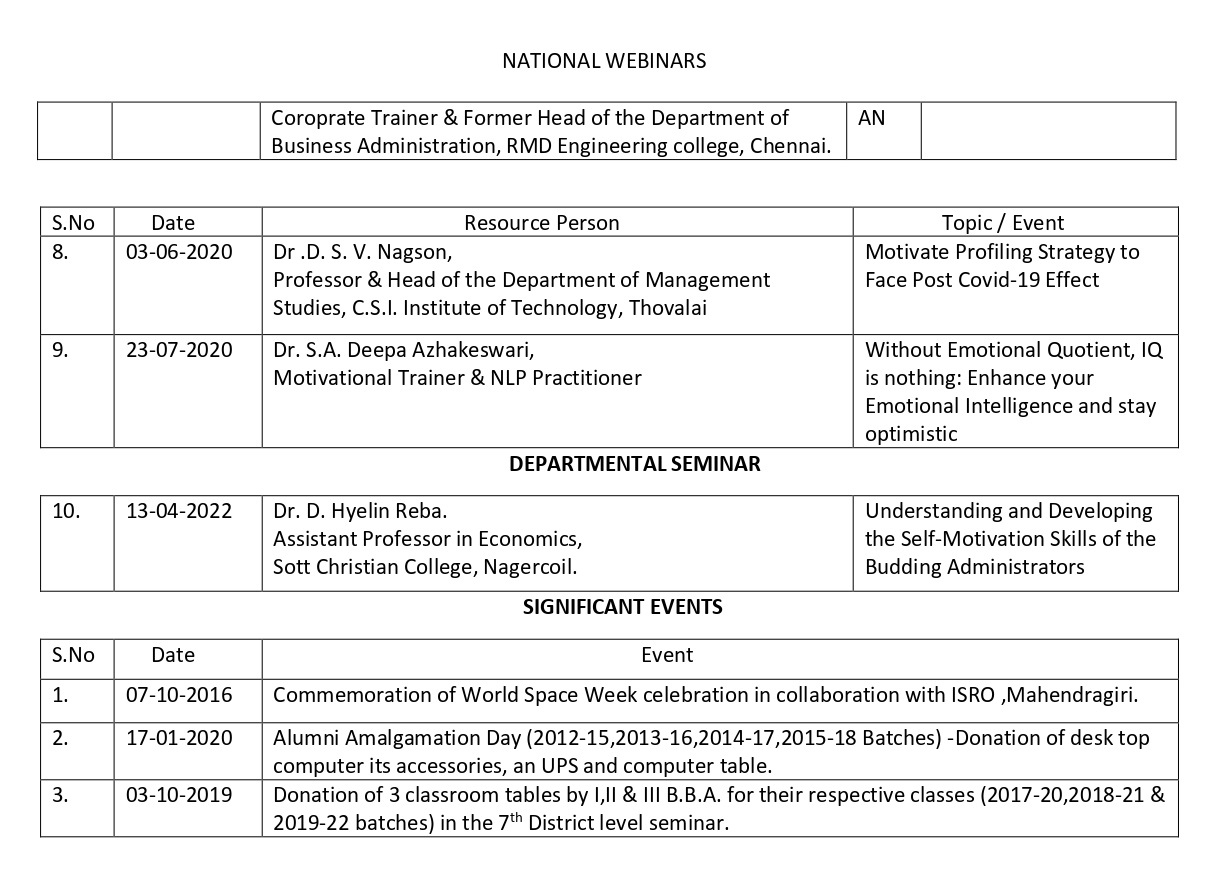 NATIONAL WEBINARS
Coroprate Trainer & Former Head of the Department of
Business Administration, RMD Engineering college, Chennai.
AN
S.No Date Resource Person Topic / Event
8. 03-06-2020 Dr .D. S. V. Nagson,
Professor & Head of the Department of Management
Studies, C.S.I. Institute of Technology, Thovalai
Motivate Profiling Strategy to
Face Post Covid-19 Effect
9. 23-07-2020 Dr. S.A. Deepa Azhakeswari,
Motivational Trainer & NLP Practitioner
Without Emotional Quotient, IQ
is nothing: Enhance your
Emotional Intelligence and stay
optimistic
DEPARTMENTAL SEMINAR
10. 13-04-2022 Dr. D. Hyelin Reba.
Assistant Professor in Economics,
Sott Christian College, Nagercoil.
Understanding and Developing
the Self-Motivation Skills of the
Budding Administrators
SIGNIFICANT EVENTS
S.No Date Event
1. 07-10-2016 Commemoration of World Space Week celebration in collaboration with ISRO ,Mahendragiri.
2. 17-01-2020 Alumni Amalgamation Day (2012-15,2013-16,2014-17,2015-18 Batches) -Donation of desk top
computer its accessories, an UPS and computer table.
3. 03-10-2019 Donation of 3 classroom tables by I,II & III B.B.A. for their respective classes (2017-20,2018-21 &
2019-22 batches) in the 7th District level seminar.